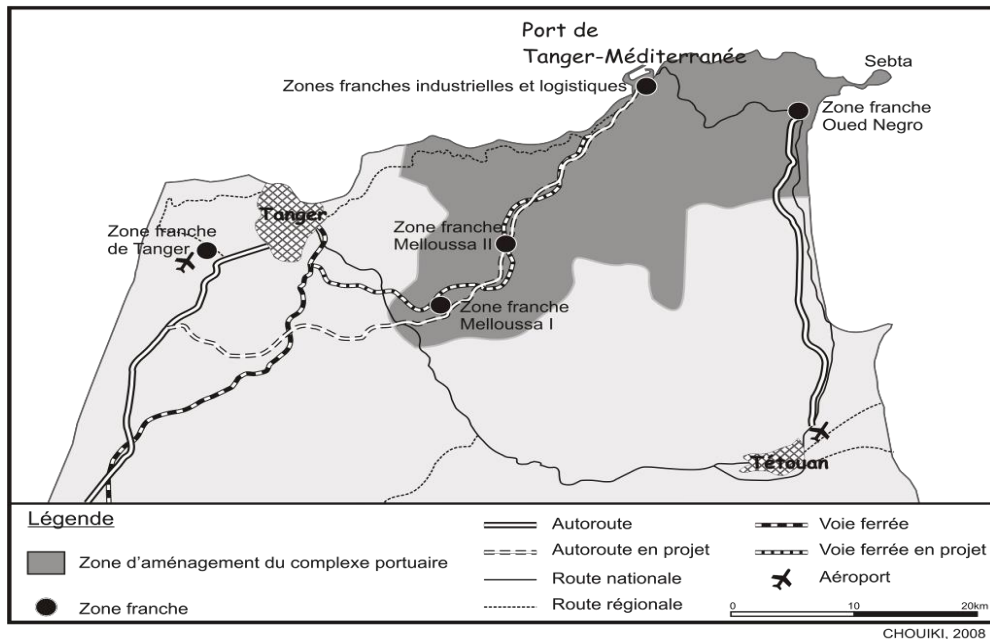 Port de
Tanger-Méditerranée
Sebta
Zones franches industrielles et logistiques
Zone franche
Oued Negro
Tanger
Zone franche
de Tanger
Zone franche
Melloussa II
Zone franche
Melloussa I
Tétouan
Légende
Zone d'aménagement du complexe portuaire
Zone franche
Autoroute
Autoroute en projet
Route nationale
Route régionale
Voie ferrée
Voie ferrée en projet
Aéroport
0 10 20km
CHOUIKI, 2008